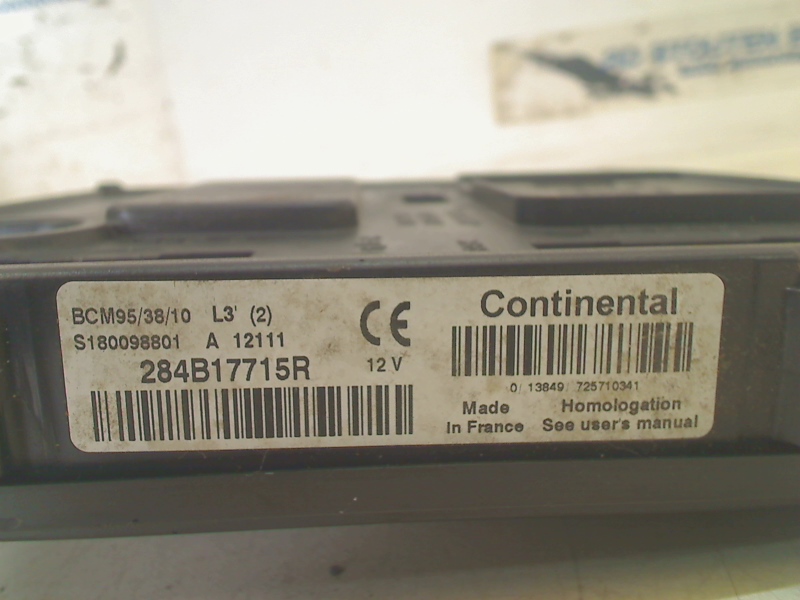 STOUTEN
BCM95/38/10 L3' (2)
S180098801 A 12111
284B17715R
CE
12 V
Continental
0/ 13849/ 725710341
Made In France
Homologation See user's manual